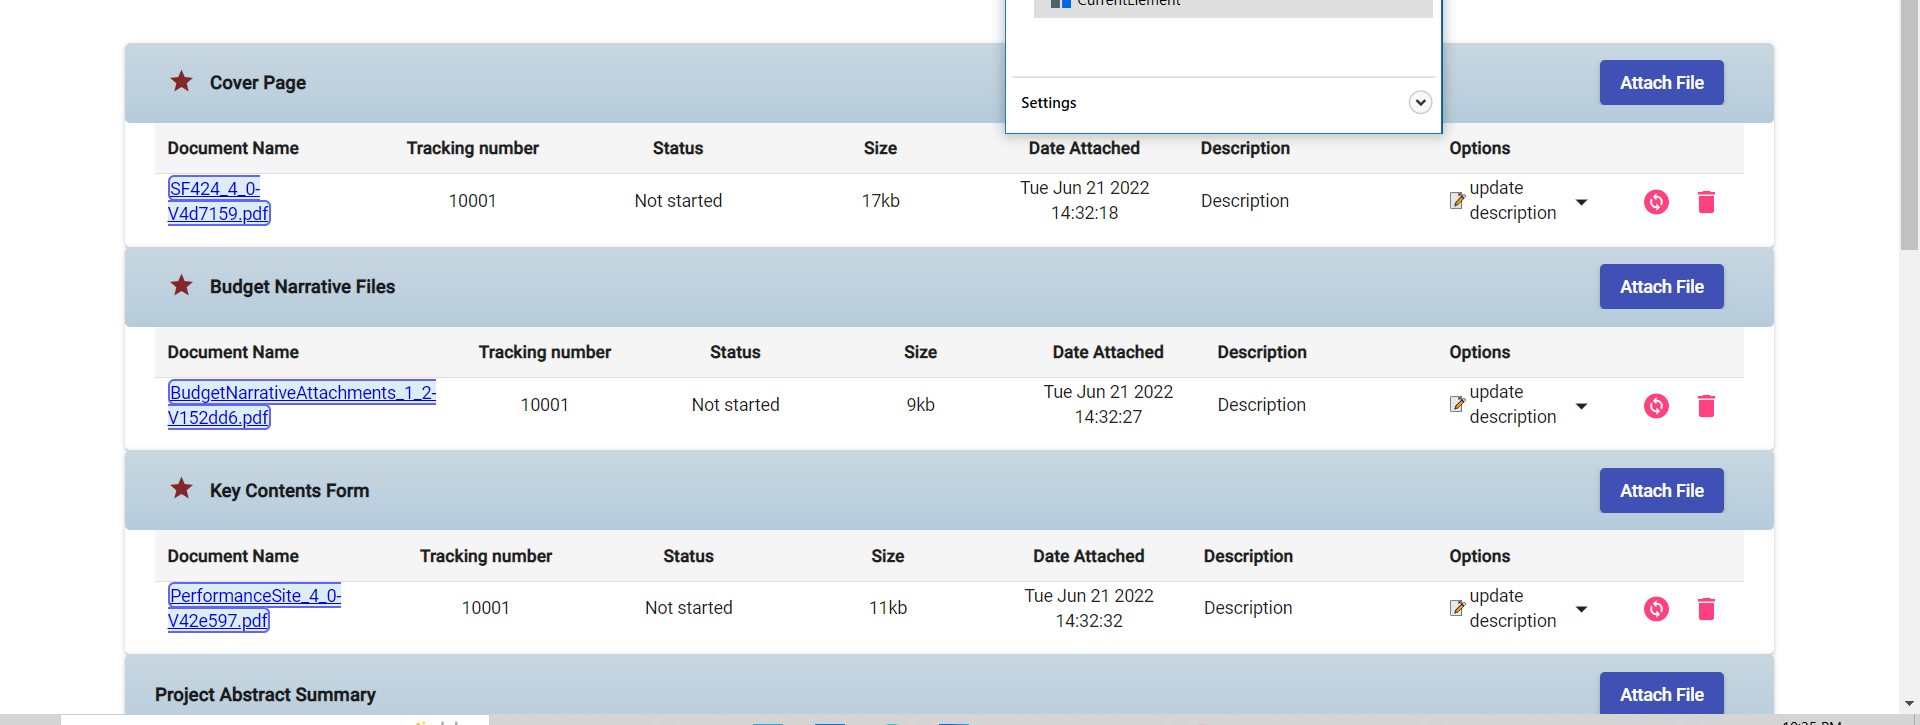 CurrentElement
Settings
Cover Page
Attach File
Document Name Tracking number Status Size Date Attached Description Options
SF424_4_0-
V4d7159.pdf
10001 Not started 17kb
Tue Jun 21 2022
14:32:18
Description
update
description
Budget Narrative Files
Attach File
Document Name Tracking number Status Size Date Attached Description Options
BudgetNarrativeAttachments_1_2-
V152dd6.pdf
10001 Not started 9kb
Tue Jun 21 2022
14:32:27
Description
update
description
Key Contents Form
Attach File
Document Name Tracking number Status Size Date Attached Description Options
PerformanceSite_4_0-
V42e597.pdf
10001 Not started 11kb
Tue Jun 21 2022
14:32:32
Description
update
description
Project Abstract Summary
Attach File